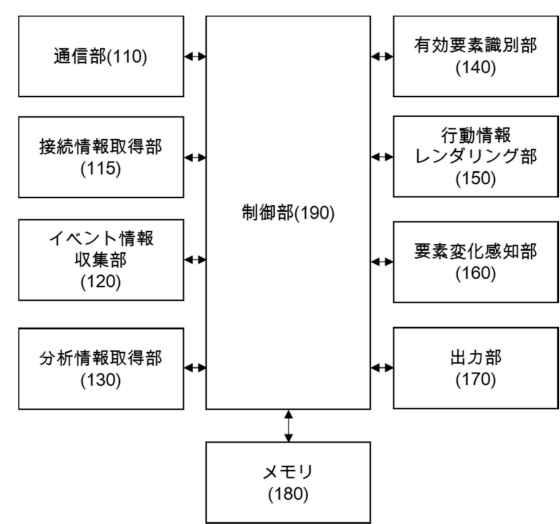 通信部(110)
接続情報取得部
(115)
イベント情報
収集部
(120)
分析情報取得部
(130)
制御部(190)
有効要素識別部
(140)
行動情報
レンダリング部
(150)
要素変化感知部
(160)
出力部
(170)
メモリ
(180)